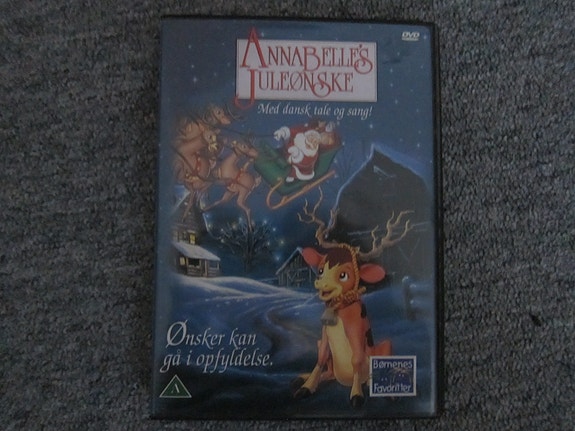 DVD
ANNABELLE'S
JULEØNSKE
Med dansk tale og sang!
Ønsker kan
gå i opfyldelse.
A
Børnenes
Favoritter